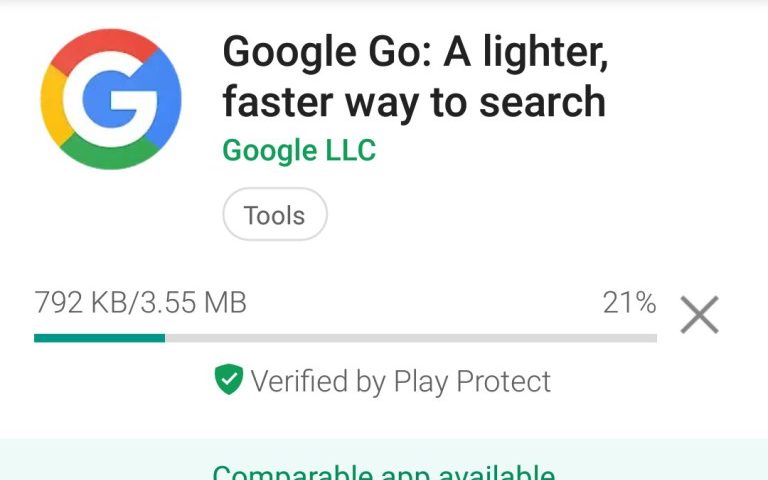 Google Go: A lighter,
faster way to search
Google LLC
Tools
792 KB/3.55 MB
21%
Verified by Play Protect
Comparable app available